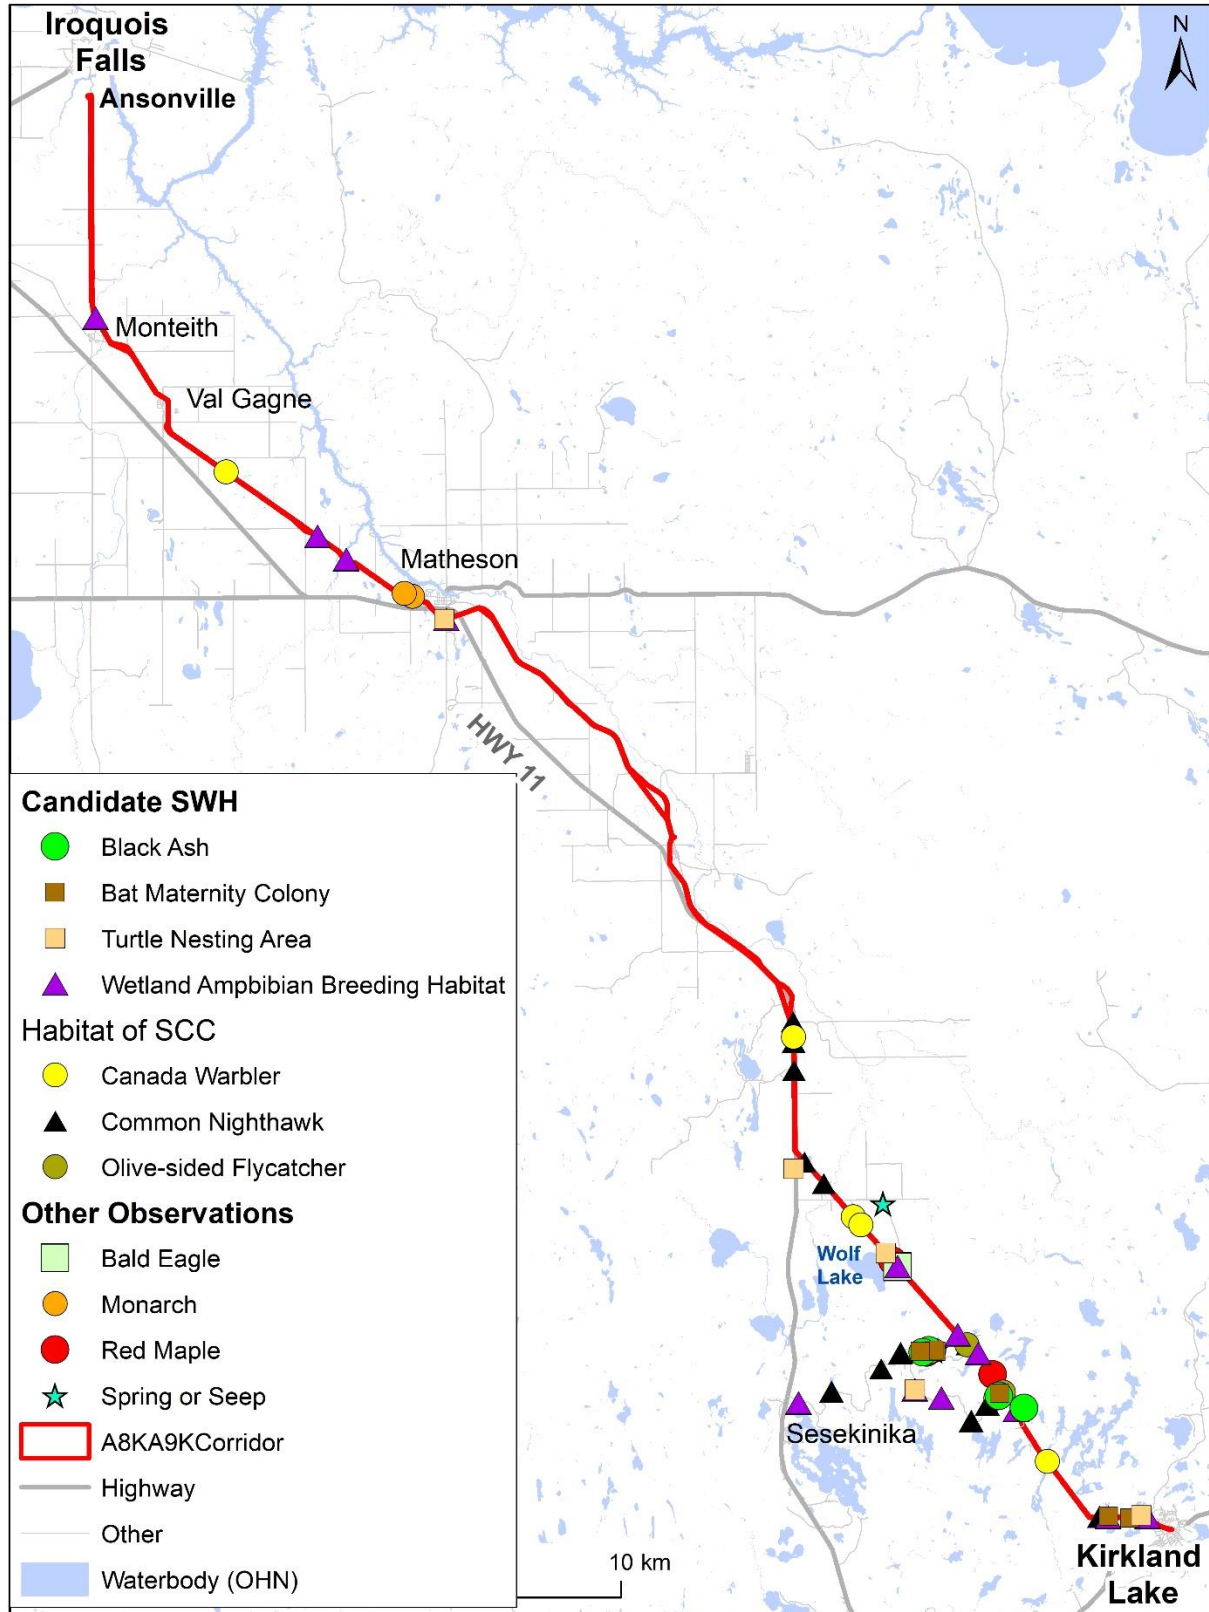 Iroquois
Falls
N
Ansonville
Monteith
Val Gagne
Matheson
HWY 11
Candidate SWH
Black Ash
Bat Maternity Colony
Turtle Nesting Area
Wetland Ampbibian Breeding Habitat
Habitat of SCC
Canada Warbler
Common Nighthawk
Olive-sided Flycatcher
Other Observations
Bald Eagle
Monarch
Red Maple
Spring or Seep
A8KA9KCorridor
Highway
Other
Waterbody (OHN)
Wolf
Lake
Sesekinika
10 km
Kirkland
Lake